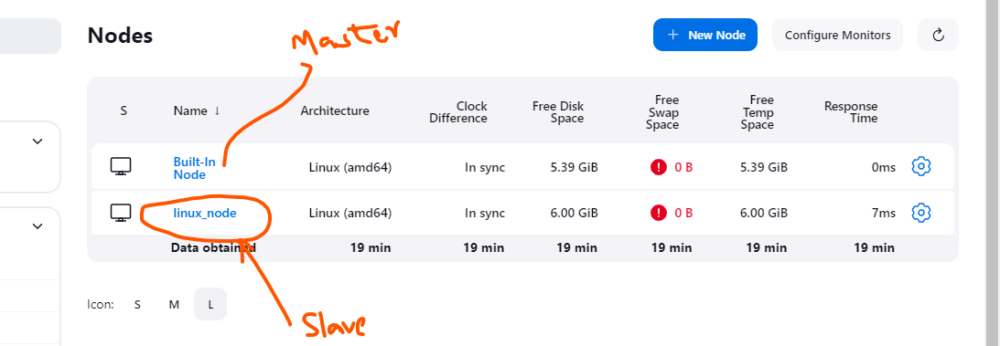 Nodes
Master
+ New Node
Configure Monitors
S Name ↓ Architecture Clock Difference Free Disk Space Free Swap Space Free Temp Space Response Time
Built-In Node Linux (amd64) In sync 5.39 GiB 0 B 5.39 GiB 0ms
linux_node Linux (amd64) In sync 6.00 GiB 0 B 6.00 GiB 7ms
Data obtained 19 min 19 min 19 min 19 min 19 min 19 min
Icon: S M L
Slave